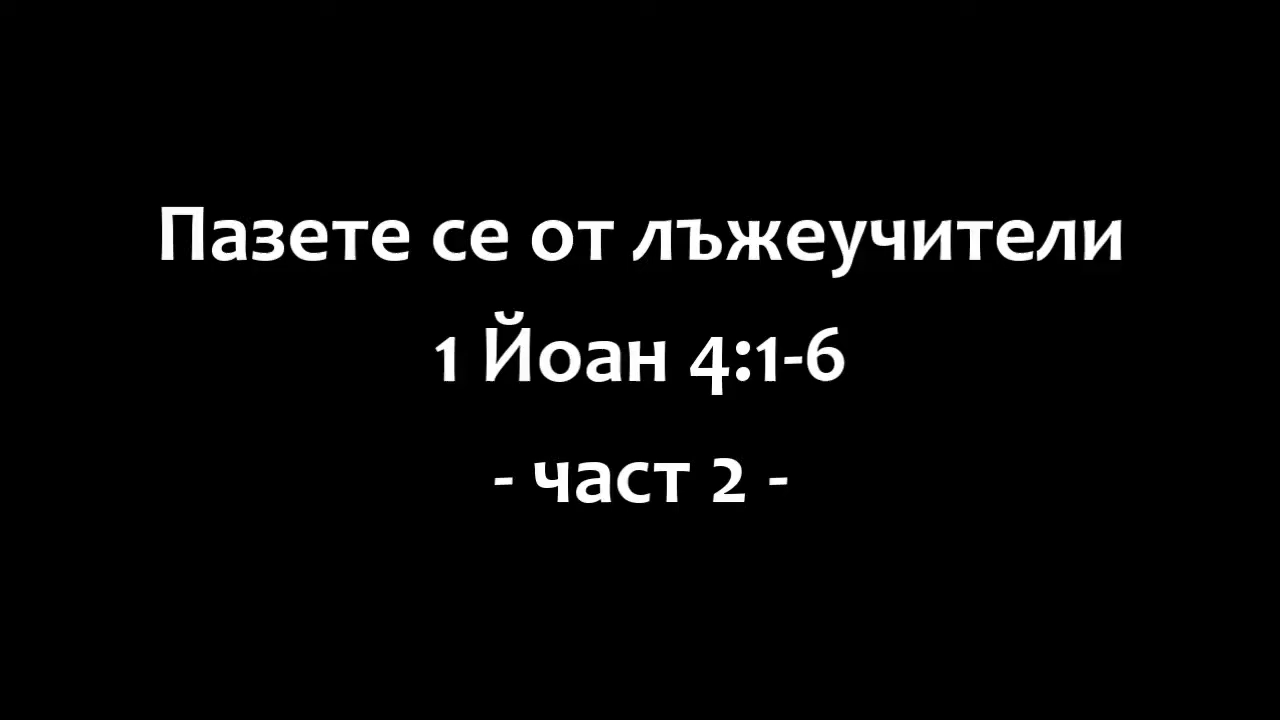 Пазете се от лъжеучители
1 Йоан 4:1-6
- част 2 -